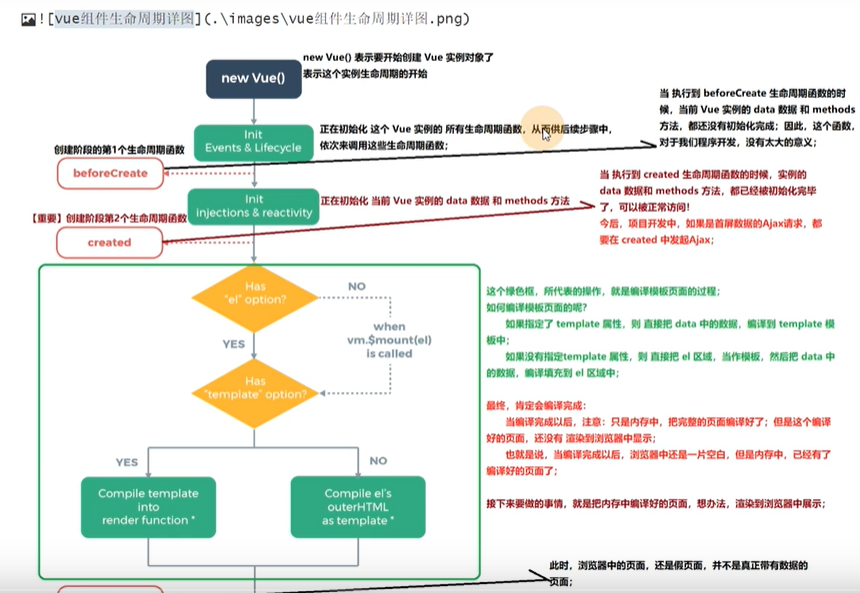 ![vue组件生命周期详图](.\images\vue组件生命周期详图.png)
new Vue()
new Vue() 表示要开始创建 Vue 实例对象了
表示这个实例生命周期的开始
Init
Events & Lifecycle
正在初始化 这个 Vue 实例的 所有生命周期函数，从而供后续步骤中，
依次来调用这些生命周期函数；
当 执行到 beforeCreate 生命周期函数的时
候，当前 Vue 实例的 data 数据 和 methods
方法，都还没有初始化完成；因此，这个函数，
对于我们程序开发，没有太大的意义；
创建阶段的第1个生命周期函数
beforeCreate
Init
injections & reactivity
正在初始化 当前 Vue 实例的 data 数据 和 methods 方法
当 执行到 created 生命周期函数的时候，实例的
data 数据和 methods 方法，都已经被初始化完毕
了，可以被正常访问！
今后，项目开发中，如果是首屏数据的Ajax请求，都
要在 created 中发起Ajax；
【重要】创建阶段第2个生命周期函数
created
Has
"el" option?
NO
when
vm.$mount(el)
is called
YES
Has
"template" option?
YES
NO
Compile template
into
render function *
Compile el's
outerHTML
as template *
这个绿色框，所代表的操作，就是编译模板页面的过程；
如何编译模板页面的呢？
如果指定了 template 属性，则 直接把 data 中的数据，编译到 template 模
板中；
如果没有指定template 属性，则 直接把 el 区域，当作模板，然后把 data 中
的数据，编译填充到 el 区域中；
最终，肯定会编译完成：
当编译完成以后，注意：只是内存中，把完整的页面编译好了；但是这个编译
好的页面，还没有 渲染到浏览器中显示；
也就是说，当编译完成以后，浏览器中还是一片空白，但是内存中，已经有了
编译好的页面了；
接下来要做的事情，就是把内存中编译好的页面，想办法，渲染到浏览器中展示；
此时，浏览器中的页面，还是假页面，并不是真正带有数据的
页面；